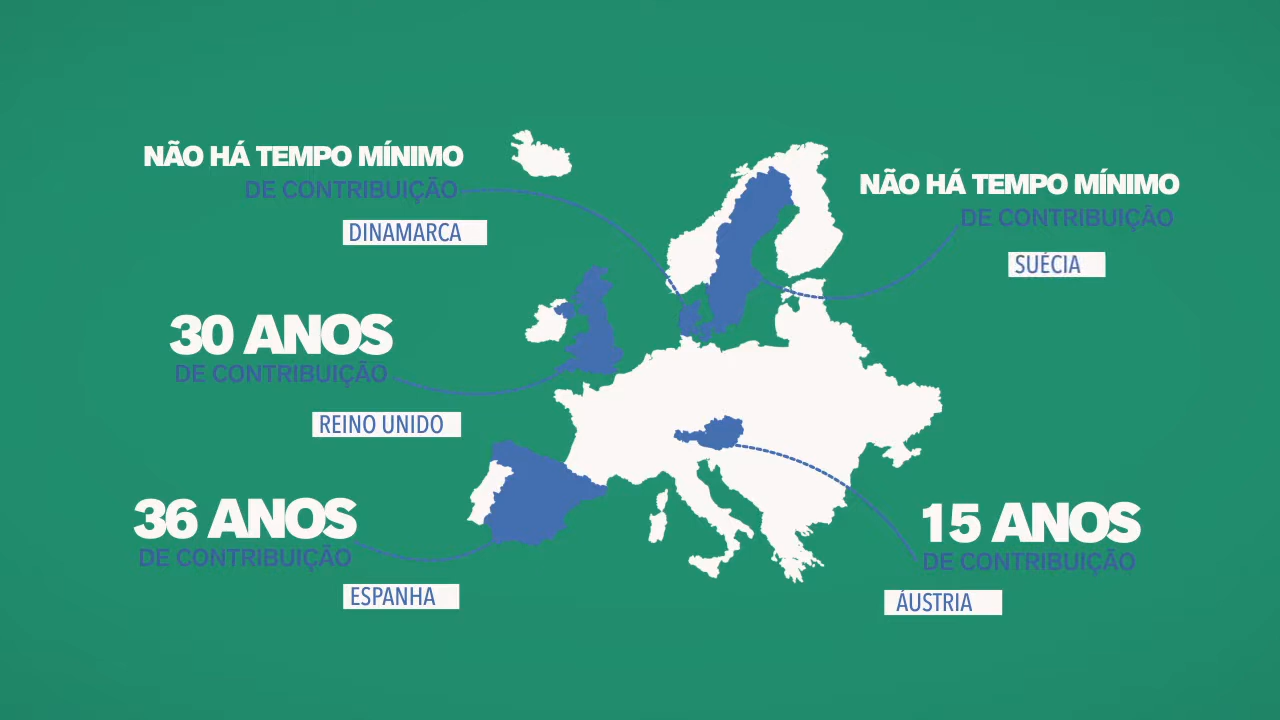 NÃO HÁ TEMPO MÍNIMO
DE CONTRIBUIÇÃO
DINAMARCA
NÃO HÁ TEMPO MÍNIMO
DE CONTRIBUIÇÃO
SUÉCIA
30 ANOS
DE CONTRIBUIÇÃO
REINO UNIDO
36 ANOS
DE CONTRIBUIÇÃO
ESPANHA
15 ANOS
DE CONTRIBUIÇÃO
ÁUSTRIA